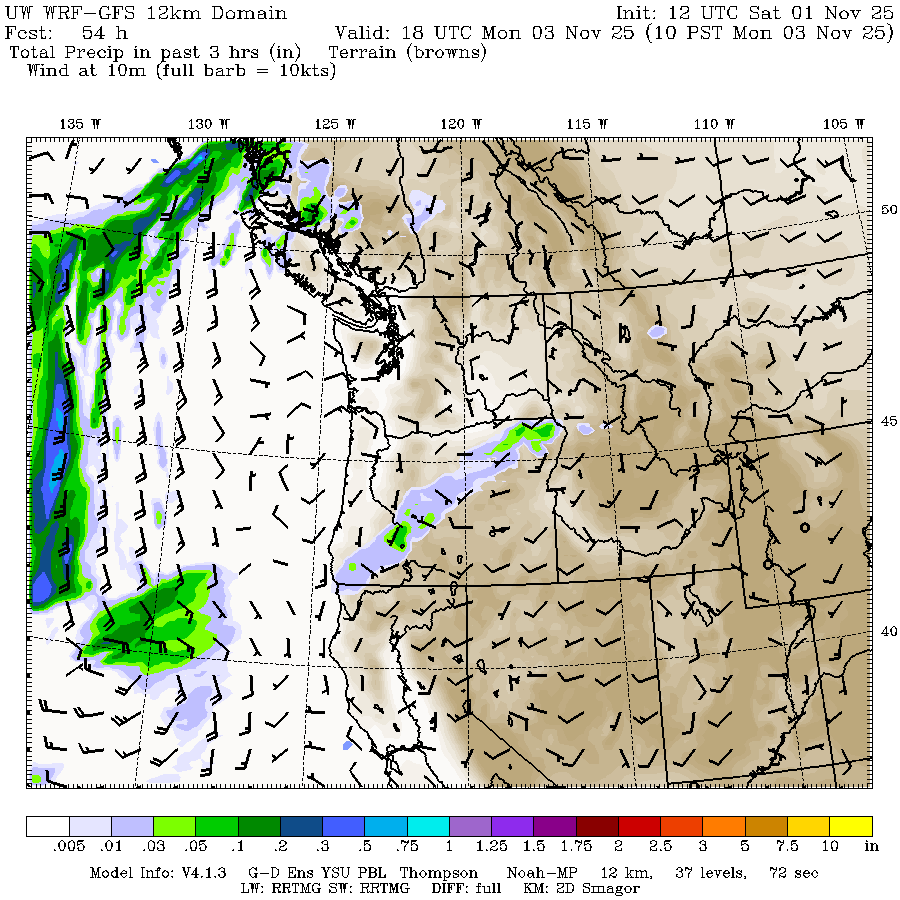 UW WRF-GFS 12km Domain Init: 12 UTC Sat 01 Nov 25
Fcst: 54 h Valid: 18 UTC Mon 03 Nov 25 (10 PST Mon 03 Nov 25)
Total Precip in past 3 hrs (in) Terrain (browns)
Wind at 10m (full barb = 10kts)
135 W 130 W 125 W 120 W 115 W 110 W 105 W
50
45
40
.005 .01 .03 .05 .1 .2 .3 .5 .75 1 1.25 1.5 1.75 2 2.5 3 5 7.5 10 in
Model Info: V4.1.3 G-D Ens YSU PBL Thompson Noah-MP 12 km, 37 levels, 72 sec
LW: RRTMG SW: RRTMG DIFF: full KM: 2D Smagor